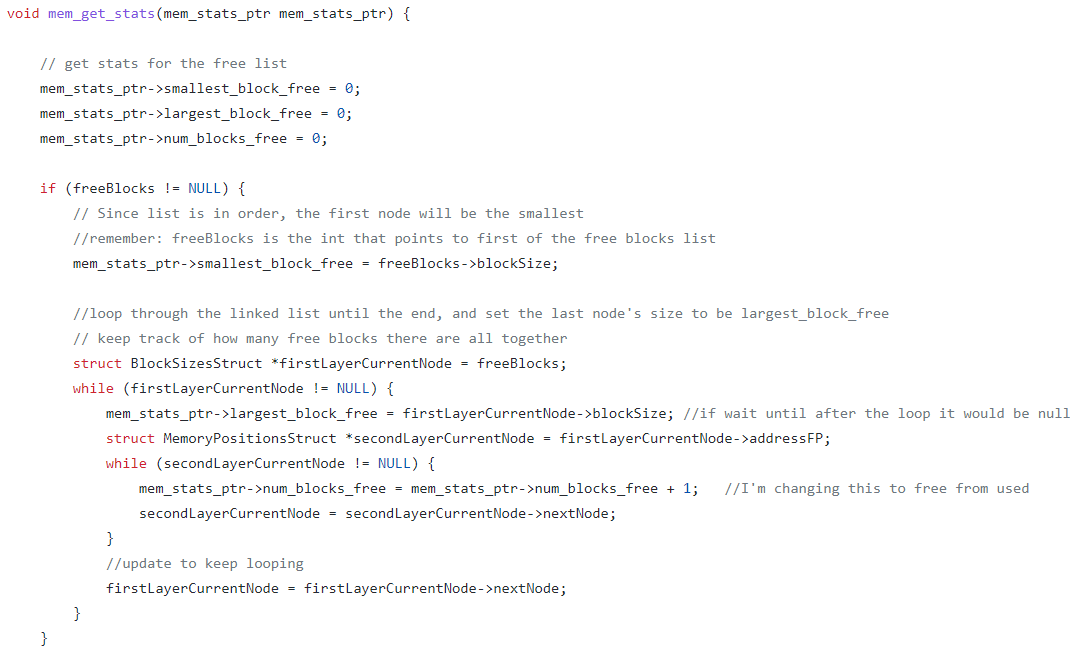 void mem_get_stats(mem_stats_ptr mem_stats_ptr) {
// get stats for the free list
mem_stats_ptr->smallest_block_free = 0;
mem_stats_ptr->largest_block_free = 0;
mem_stats_ptr->num_blocks_free = 0;
if (freeBlocks != NULL) {
// Since list is in order, the first node will be the smallest
//remember: freeBlocks is the int that points to first of the free blocks list
mem_stats_ptr->smallest_block_free = freeBlocks->blockSize;
//loop through the linked list until the end, and set the last node's size to be largest_block_free
// keep track of how many free blocks there are all together
struct BlockSizesStruct *firstLayerCurrentNode = freeBlocks;
while (firstLayerCurrentNode != NULL) {
mem_stats_ptr->largest_block_free = firstLayerCurrentNode->blockSize; //if wait until after the loop it would be null
struct MemoryPositionsStruct *secondLayerCurrentNode = firstLayerCurrentNode->addressFP;
while (secondLayerCurrentNode != NULL) {
mem_stats_ptr->num_blocks_free = mem_stats_ptr->num_blocks_free + 1;   //I'm changing this to free from used
secondLayerCurrentNode = secondLayerCurrentNode->nextNode;
}
//update to keep looping
firstLayerCurrentNode = firstLayerCurrentNode->nextNode;
}
}